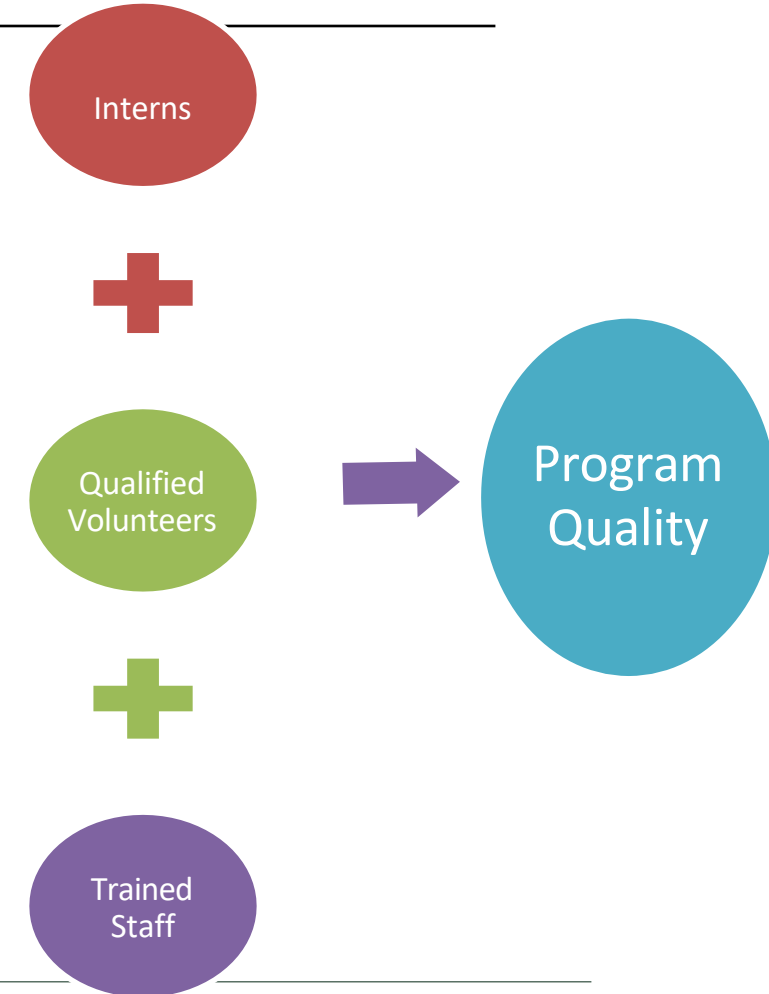 Interns
Qualified
Volunteers
Program
Quality
Trained
Staff